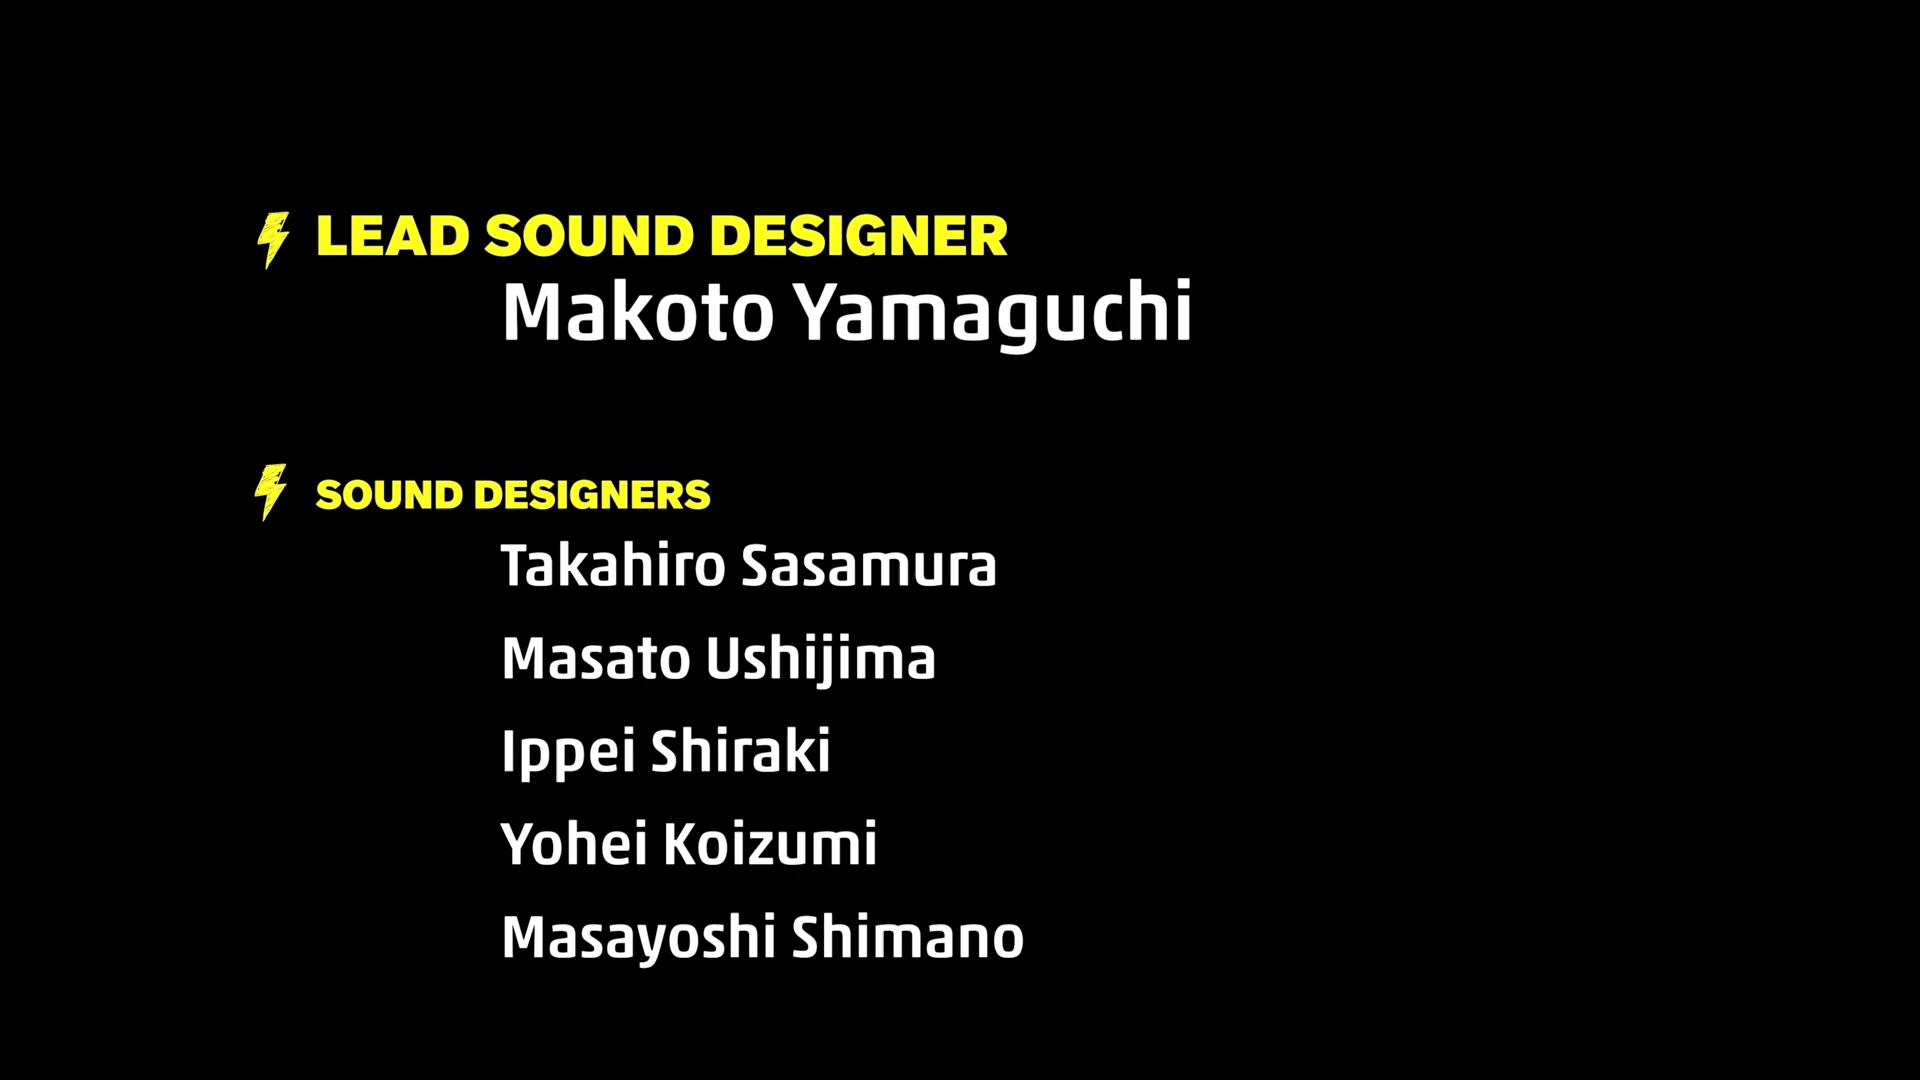 LEAD SOUND DESIGNER
Makoto Yamaguchi
SOUND DESIGNERS
Takahiro Sasamura
Masato Ushijima
Ippei Shiraki
Yohei Koizumi
Masayoshi Shimano